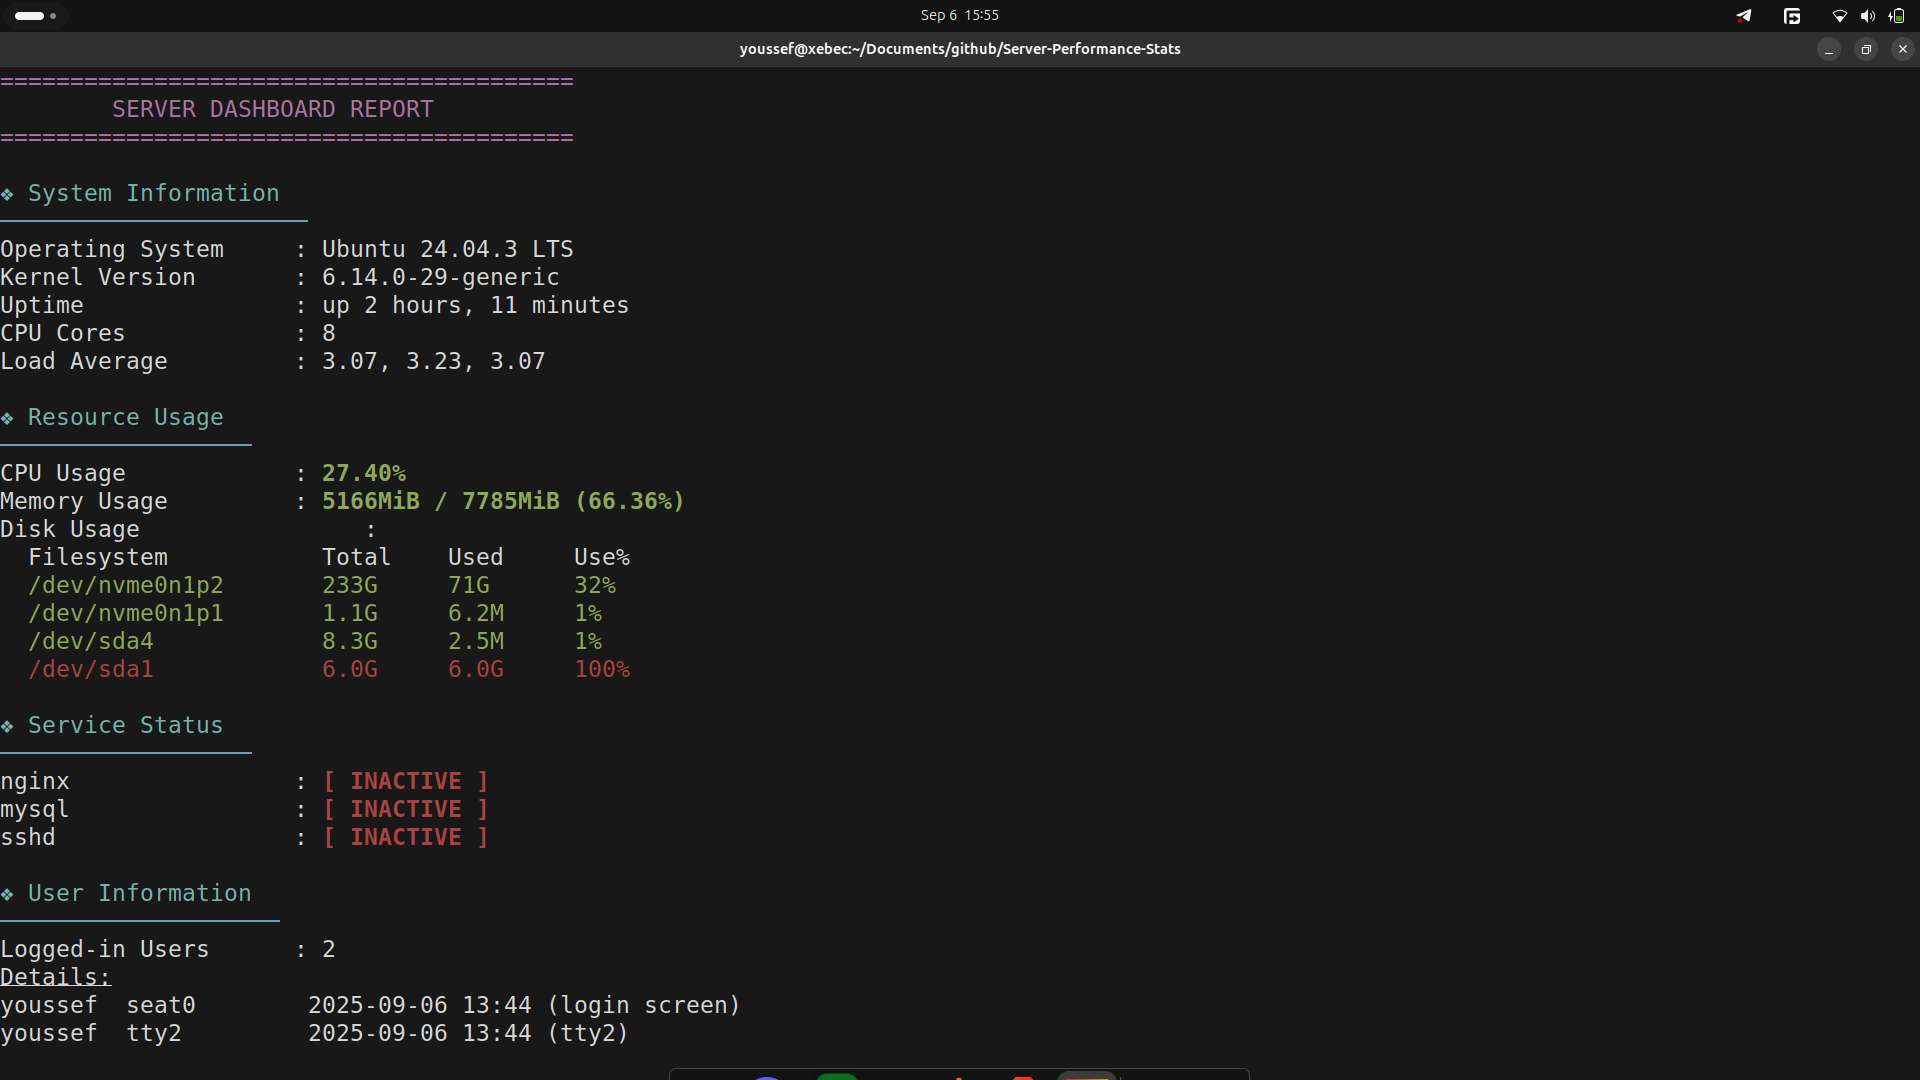 Sep 6 15:55
youssef@xebec:~/Documents/github/Server-Performance-Stats
=========================================
SERVER DASHBOARD REPORT
=========================================
❖ System Information
Operating System : Ubuntu 24.04.3 LTS
Kernel Version : 6.14.0-29-generic
Uptime : up 2 hours, 11 minutes
CPU Cores : 8
Load Average : 3.07, 3.23, 3.07
❖ Resource Usage
CPU Usage : 27.40%
Memory Usage : 5166MiB / 7785MiB (66.36%)
Disk Usage :
Filesystem Total Used Use%
/dev/nvme0n1p2 233G 71G 32%
/dev/nvme0n1p1 1.1G 6.2M 1%
/dev/sda4 8.3G 2.5M 1%
/dev/sda1 6.0G 6.0G 100%
❖ Service Status
nginx : [ INACTIVE ]
mysql : [ INACTIVE ]
sshd : [ INACTIVE ]
❖ User Information
Logged-in Users : 2
Details:
youssef seat0 2025-09-06 13:44 (login screen)
youssef tty2 2025-09-06 13:44 (tty2)